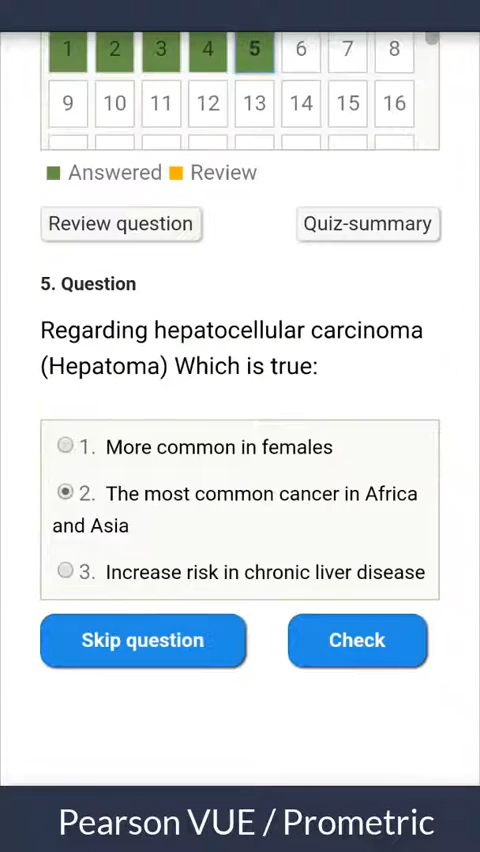 1 2 3 4 5 6 7 8
9 10 11 12 13 14 15 16
Answered Review
Review question Quiz-summary
5. Question
Regarding hepatocellular carcinoma
(Hepatoma) Which is true:
1. More common in females
2. The most common cancer in Africa
and Asia
3. Increase risk in chronic liver disease
Skip question Check
Pearson VUE / Prometric